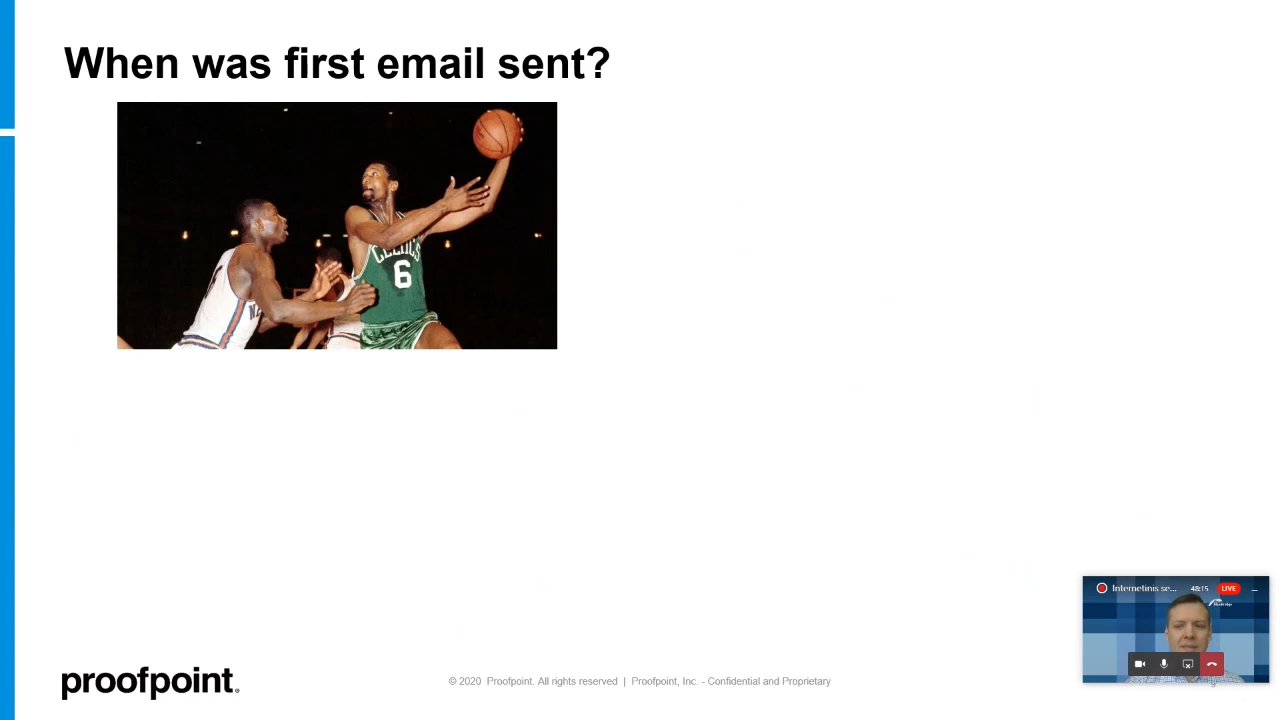 When was first email sent?
CELTICS
6
Internetinis se... 48:15 LIVE
proofpoint.
© 2020 Proofpoint. All rights reserved | Proofpoint, Inc. - Confidential and Proprietary